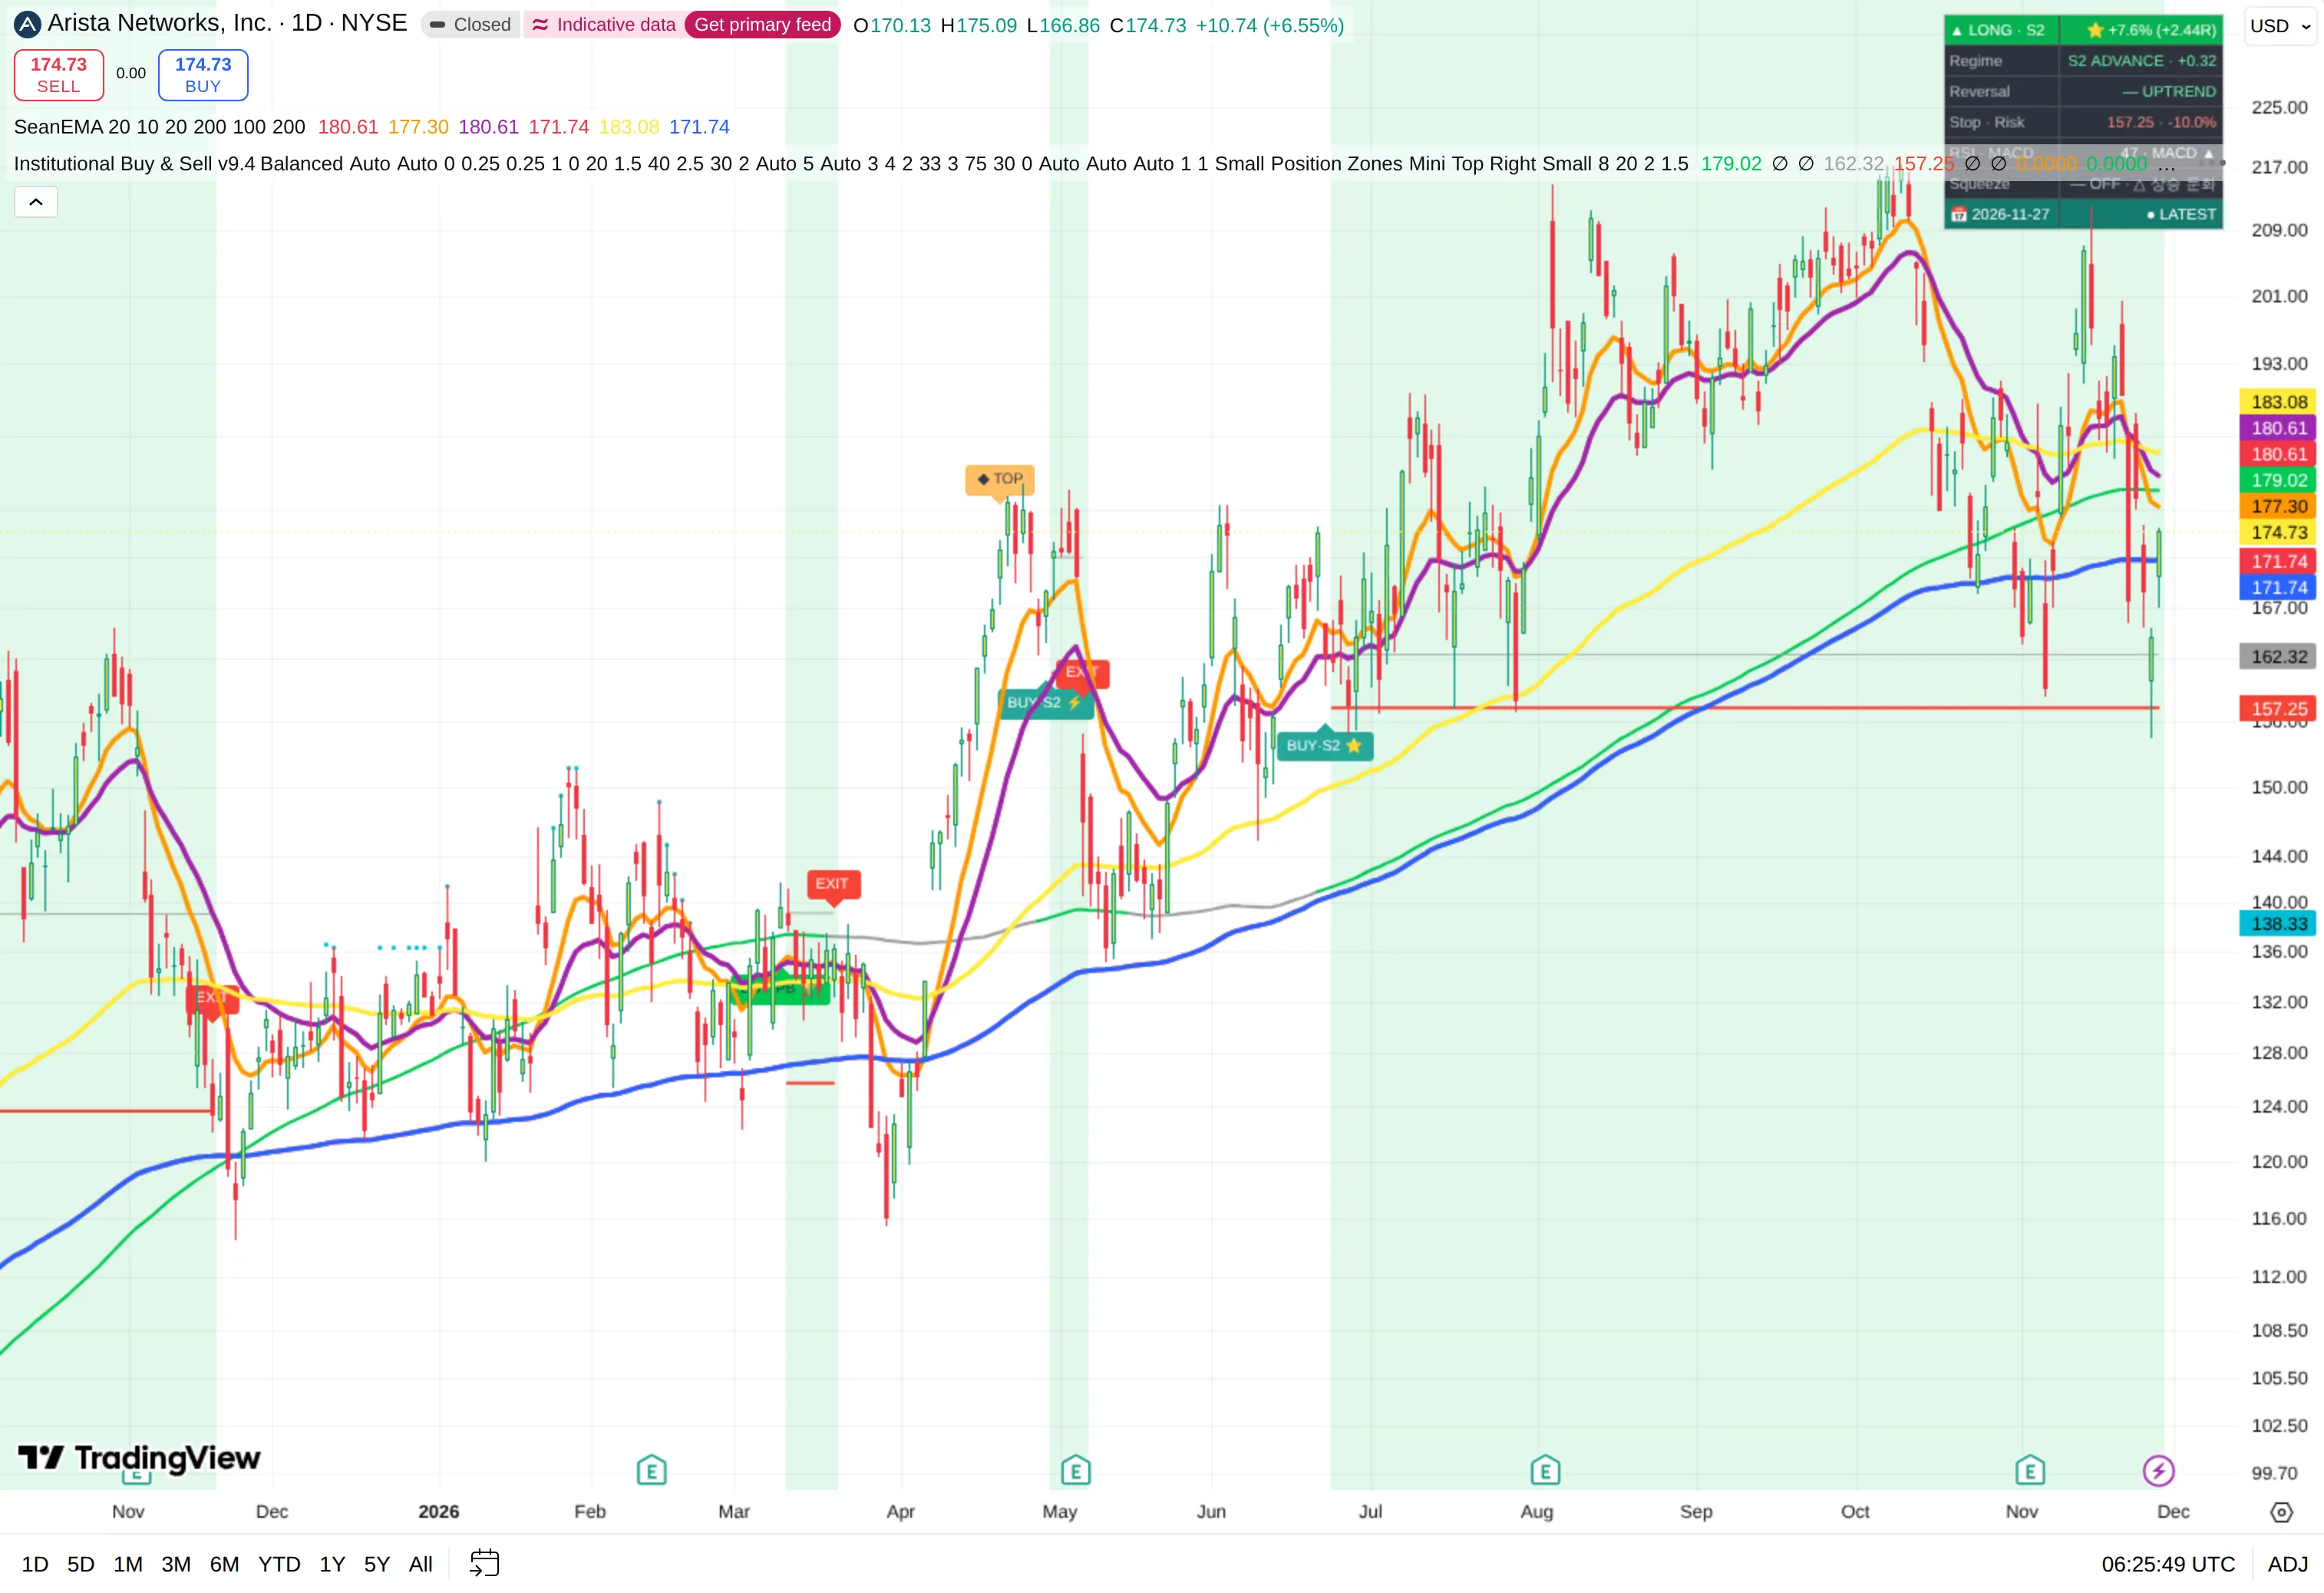 Arista Networks, Inc. · 1D · NYSE Closed Indicative data Get primary feed O170.13 H175.09 L166.86 C174.73 +10.74 (+6.55%)
174.73 SELL
0.00
174.73 BUY
SeanEMA 20 10 20 200 100 200 180.61 177.30 180.61 171.74 183.08 171.74
Institutional Buy & Sell v9.4 Balanced Auto Auto 0 0.25 0.25 1 0 20 1.5 40 2.5 30 2 Auto 5 Auto 3 4 2 33 3 75 30 0 Auto Auto Auto 1 1 Small Position Zones Mini Top Right Small 8 20 2 1.5 179.02 ∅ ∅ 162.32 157.25 ∅ ∅ 0.0000 0.0000 ...
▲ LONG · S2 ⭐ +7.6% (+2.44R)
Regime S2 ADVANCE · +0.32
Reversal — UPTREND
Stop · Risk 157.25 · -10.0%
RSI · MACD 47 · MACD ▲
Squeeze — OFF · △ 상승 둔화
📅 2026-11-27 ● LATEST
USD
225.00
217.00
209.00
201.00
193.00
183.08
180.61
180.61
179.02
177.30
174.73
171.74
171.74
167.00
162.32
157.25
150.00
144.00
140.00
138.33
136.00
132.00
128.00
124.00
120.00
116.00
112.00
108.50
105.50
102.50
99.70
◆ TOP
BUY·S2 ⚡
EXIT
BUY·S2 ⭐
EXIT
PB
EXIT
TradingView
E
E
E
E
E
Nov Dec 2026 Feb Mar Apr May Jun Jul Aug Sep Oct Nov Dec
1D 5D 1M 3M 6M YTD 1Y 5Y All
06:25:49 UTC ADJ